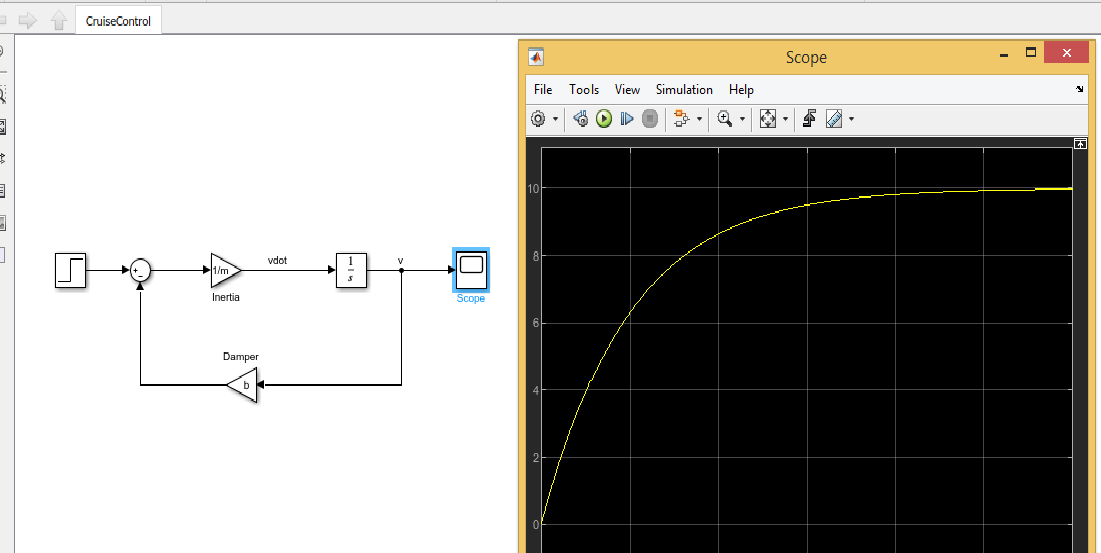 CruiseControl
Scope
File Tools View Simulation Help
10
8
6
4
2
0
+
−
1/m
Inertia
vdot
1
s
v
Scope
Damper
b